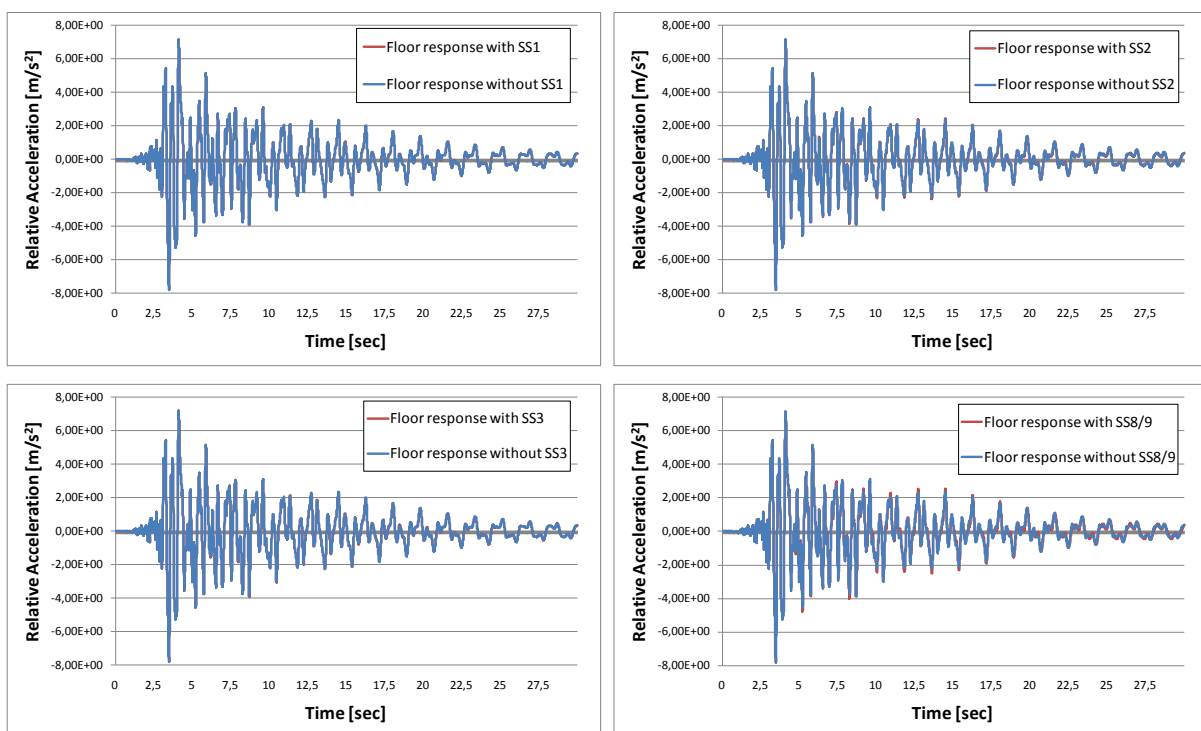 8,00E+00
6,00E+00
4,00E+00
2,00E+00
0,00E+00
-2,00E+00
-4,00E+00
-6,00E+00
-8,00E+00
Relative Acceleration [m/s²]
Floor response with SS1
Floor response without SS1
0 2,5 5 7,5 10 12,5 15 17,5 20 22,5 25 27,5
Time [sec]
8,00E+00
6,00E+00
4,00E+00
2,00E+00
0,00E+00
-2,00E+00
-4,00E+00
-6,00E+00
-8,00E+00
Relative Acceleration [m/s²]
Floor response with SS2
Floor response without SS2
0 2,5 5 7,5 10 12,5 15 17,5 20 22,5 25 27,5
Time [sec]
8,00E+00
6,00E+00
4,00E+00
2,00E+00
0,00E+00
-2,00E+00
-4,00E+00
-6,00E+00
-8,00E+00
Relative Acceleration [m/s²]
Floor response with SS3
Floor response without SS3
0 2,5 5 7,5 10 12,5 15 17,5 20 22,5 25 27,5
Time [sec]
8,00E+00
6,00E+00
4,00E+00
2,00E+00
0,00E+00
-2,00E+00
-4,00E+00
-6,00E+00
-8,00E+00
Relative Acceleration [m/s²]
Floor response with SS8/9
Floor response without SS8/9
0 2,5 5 7,5 10 12,5 15 17,5 20 22,5 25 27,5
Time [sec]